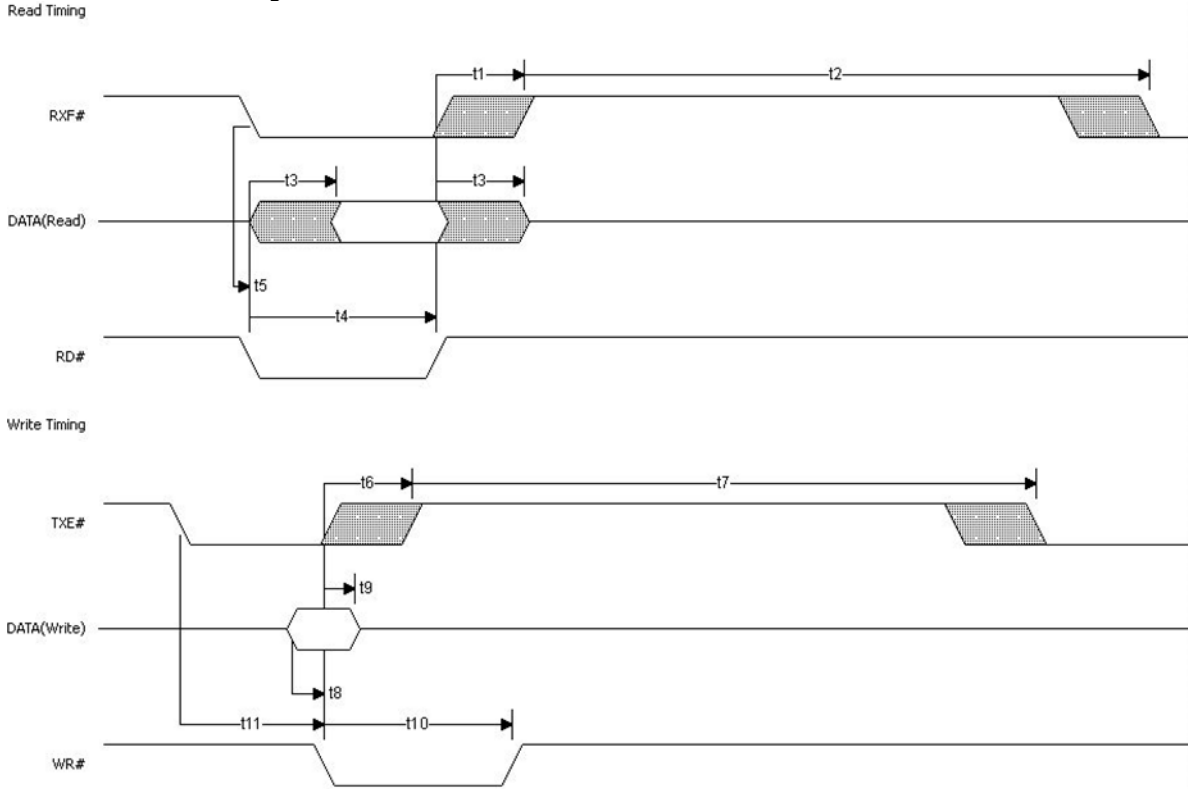 Read Timing
t1 t2
RXF#
t3 t3
DATA(Read)
t5
t4
RD#
Write Timing
t6 t7
TXE#
t9
DATA(Write)
t8
t11 t10
WR#